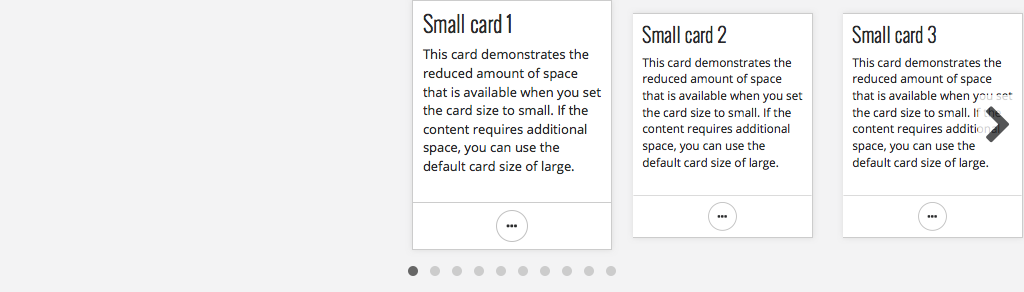 Small card 1
This card demonstrates the
reduced amount of space
that is available when you set
the card size to small. If the
content requires additional
space, you can use the
default card size of large.
Small card 2
This card demonstrates the
reduced amount of space
that is available when you set
the card size to small. If the
content requires additional
space, you can use the
default card size of large.
Small card 3
This card demonstrates the
reduced amount of space
that is available when you set
the card size to small. If the
content requires additional
space, you can use the
default card size of large.